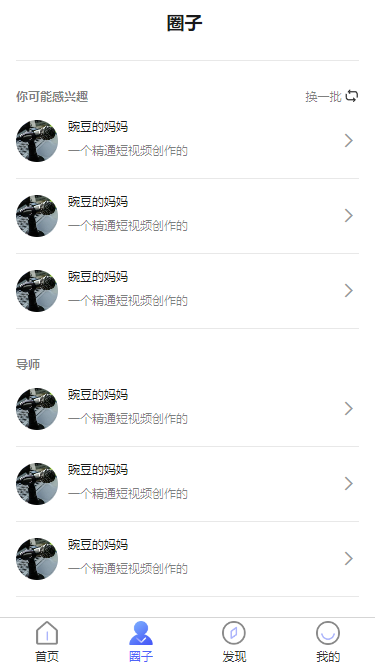 圈子
你可能感兴趣
换一批
豌豆的妈妈
一个精通短视频创作的
豌豆的妈妈
一个精通短视频创作的
豌豆的妈妈
一个精通短视频创作的
导师
豌豆的妈妈
一个精通短视频创作的
豌豆的妈妈
一个精通短视频创作的
豌豆的妈妈
一个精通短视频创作的
首页
圈子
发现
我的